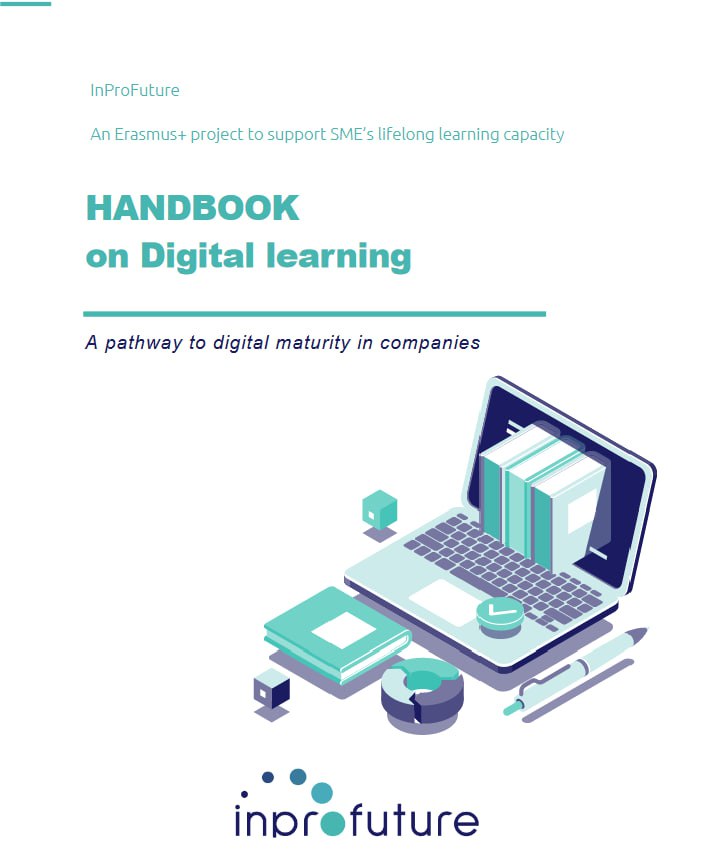 InProFuture
An Erasmus+ project to support SME's lifelong learning capacity
HANDBOOK
on Digital learning
A pathway to digital maturity in companies
inprofuture